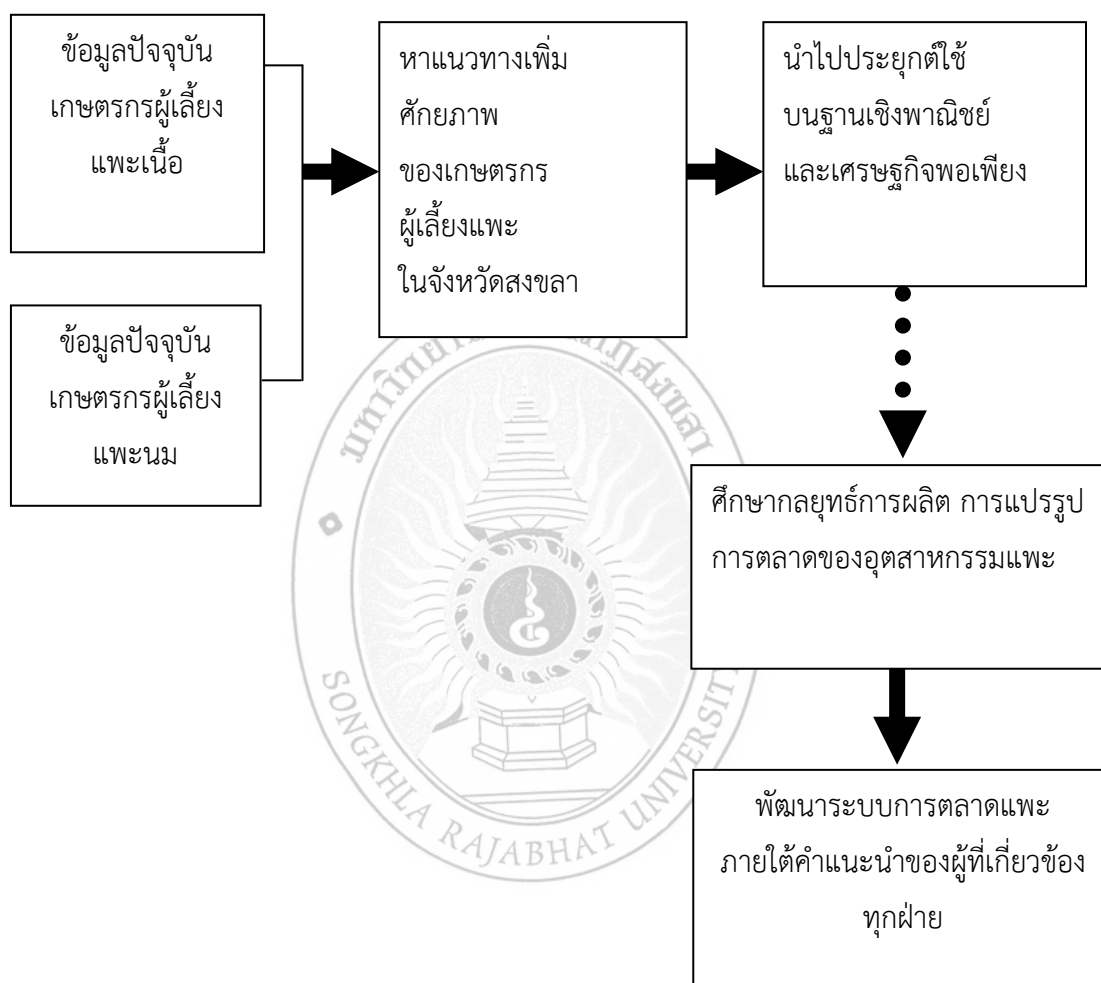 ข้อมูลปัจจุบัน
เกษตรกรผู้เลี้ยง
แพะเนื้อ
หาแนวทางเพิ่ม
ศักยภาพ
ของเกษตรกร
ผู้เลี้ยงแพะ
ในจังหวัดสงขลา
นำไปประยุกต์ใช้
บนฐานเชิงพาณิชย์
และเศรษฐกิจพอเพียง
ข้อมูลปัจจุบัน
เกษตรกรผู้เลี้ยง
แพะนม
ศึกษากลยุทธ์การผลิต การแปรรูป
การตลาดของอุตสาหกรรมแพะ
พัฒนาระบบการตลาดแพะ
ภายใต้คำแนะนำของผู้ที่เกี่ยวข้อง
ทุกฝ่าย
SONGKHLA RAJABHAT UNIVERSIT